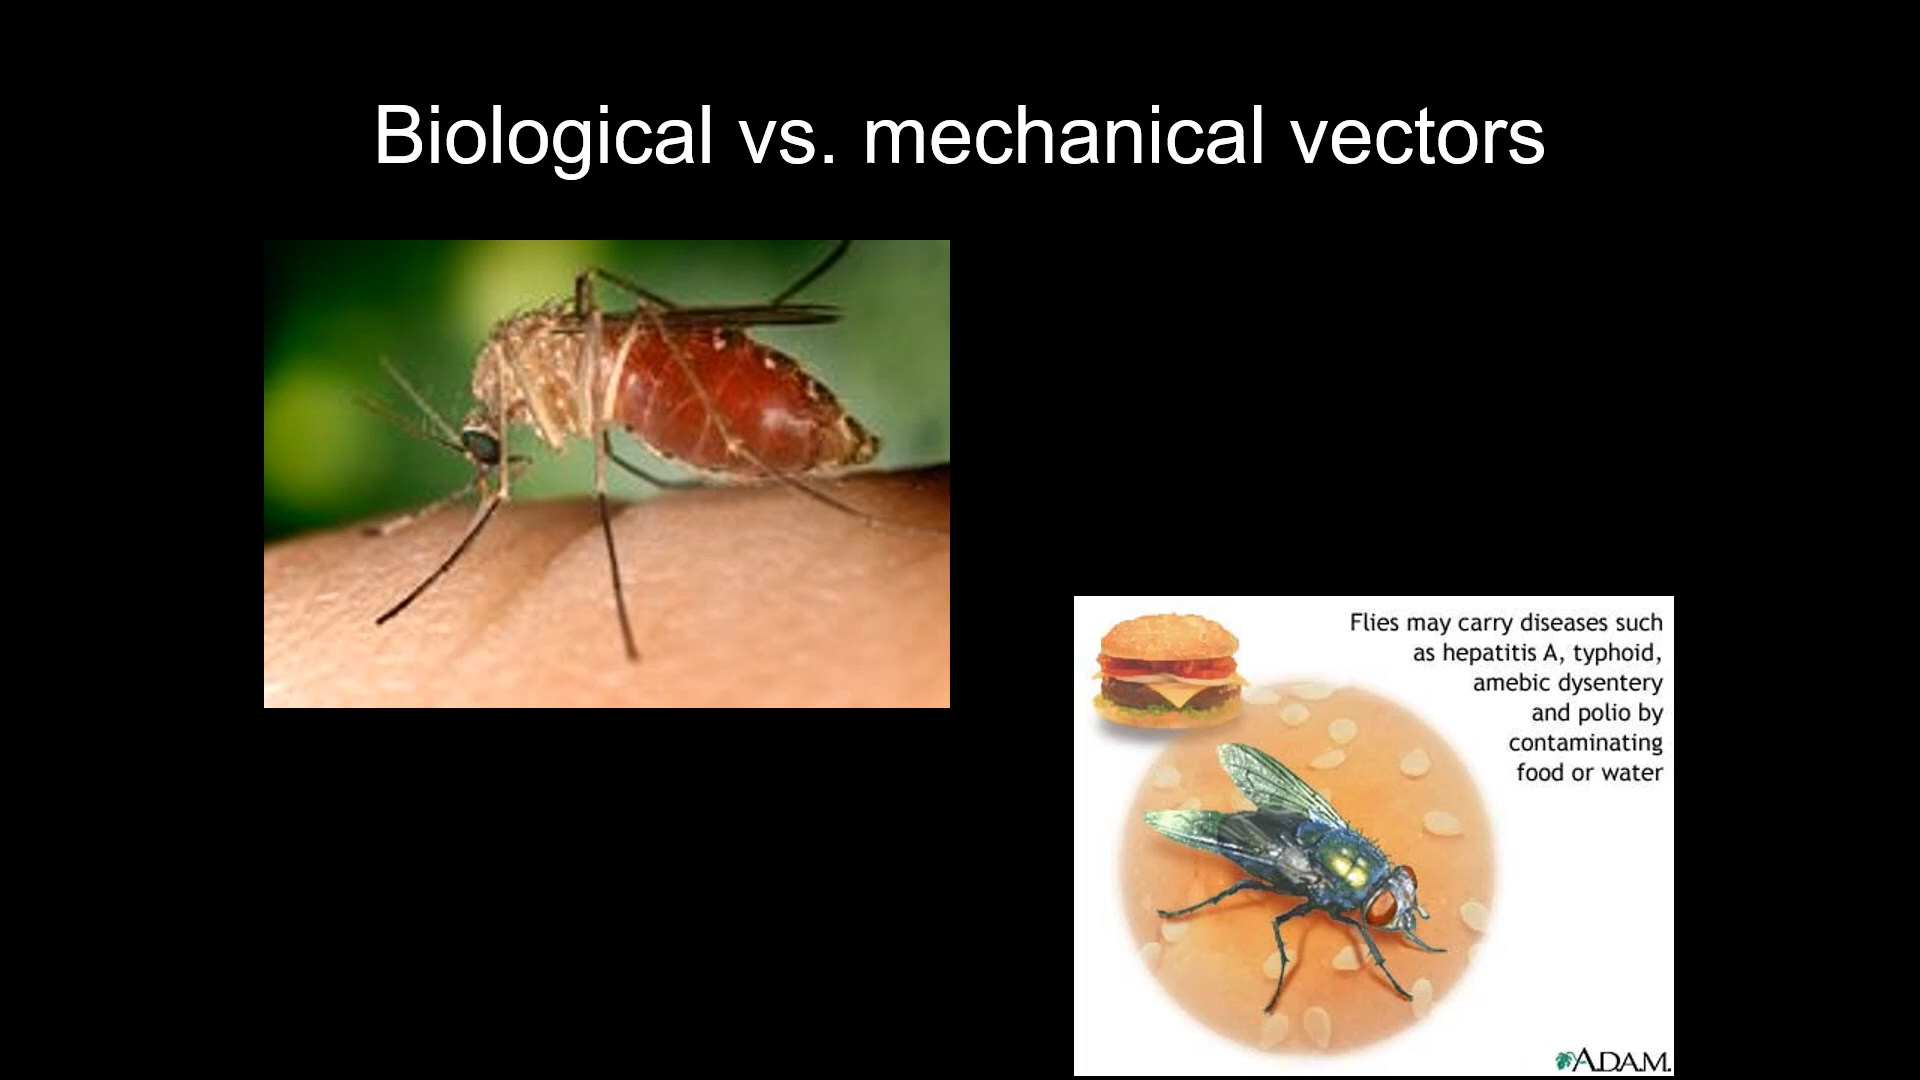 Biological vs. mechanical vectors
Flies may carry diseases such
as hepatitis A, typhoid,
amebic dysentery
and polio by
contaminating
food or water
A.D.A.M.